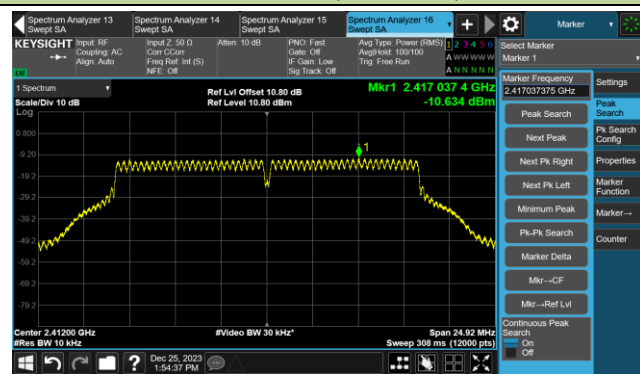 Spectrum Analyzer 13
Swept SA
Spectrum Analyzer 14
Swept SA
Spectrum Analyzer 15
Swept SA
Spectrum Analyzer 16
Swept SA
Marker
KEYSIGHT
Input: RF
Coupling: AC
Align: Auto
Input Z: 50 Ω
Corr CCorr
Freq Ref: Int (S)
NFE: Off
Atten: 10 dB
PNO: Fast
Gate: Off
IF Gain: Low
Sig Track: Off
Avg Type: Power (RMS)
Avg|Hold: 100/100
Trig: Free Run
1 2 3 4 5 6
A W W W W W
A N N N N N
LXI
Select Marker
Marker 1
1 Spectrum
Scale/Div 10 dB
Log
Ref Lvl Offset 10.80 dB
Ref Level 10.80 dBm
Mkr1 2.417 037 4 GHz
-10.634 dBm
0.800
-9.20
-19.2
-29.2
-39.2
-49.2
-59.2
-69.2
-79.2
1
Center 2.41200 GHz
#Res BW 10 kHz
#Video BW 30 kHz*
Span 24.92 MHz
Sweep 308 ms (12000 pts)
Marker Frequency
2.417037375 GHz
Peak Search
Next Peak
Next Pk Right
Next Pk Left
Minimum Peak
Pk-Pk Search
Marker Delta
Mkr→CF
Mkr→Ref Lvl
Continuous Peak
Search
On
Off
Settings
Peak
Search
Pk Search
Config
Properties
Marker
Function
Marker→
Counter
?
Dec 25, 2023
1:54:37 PM